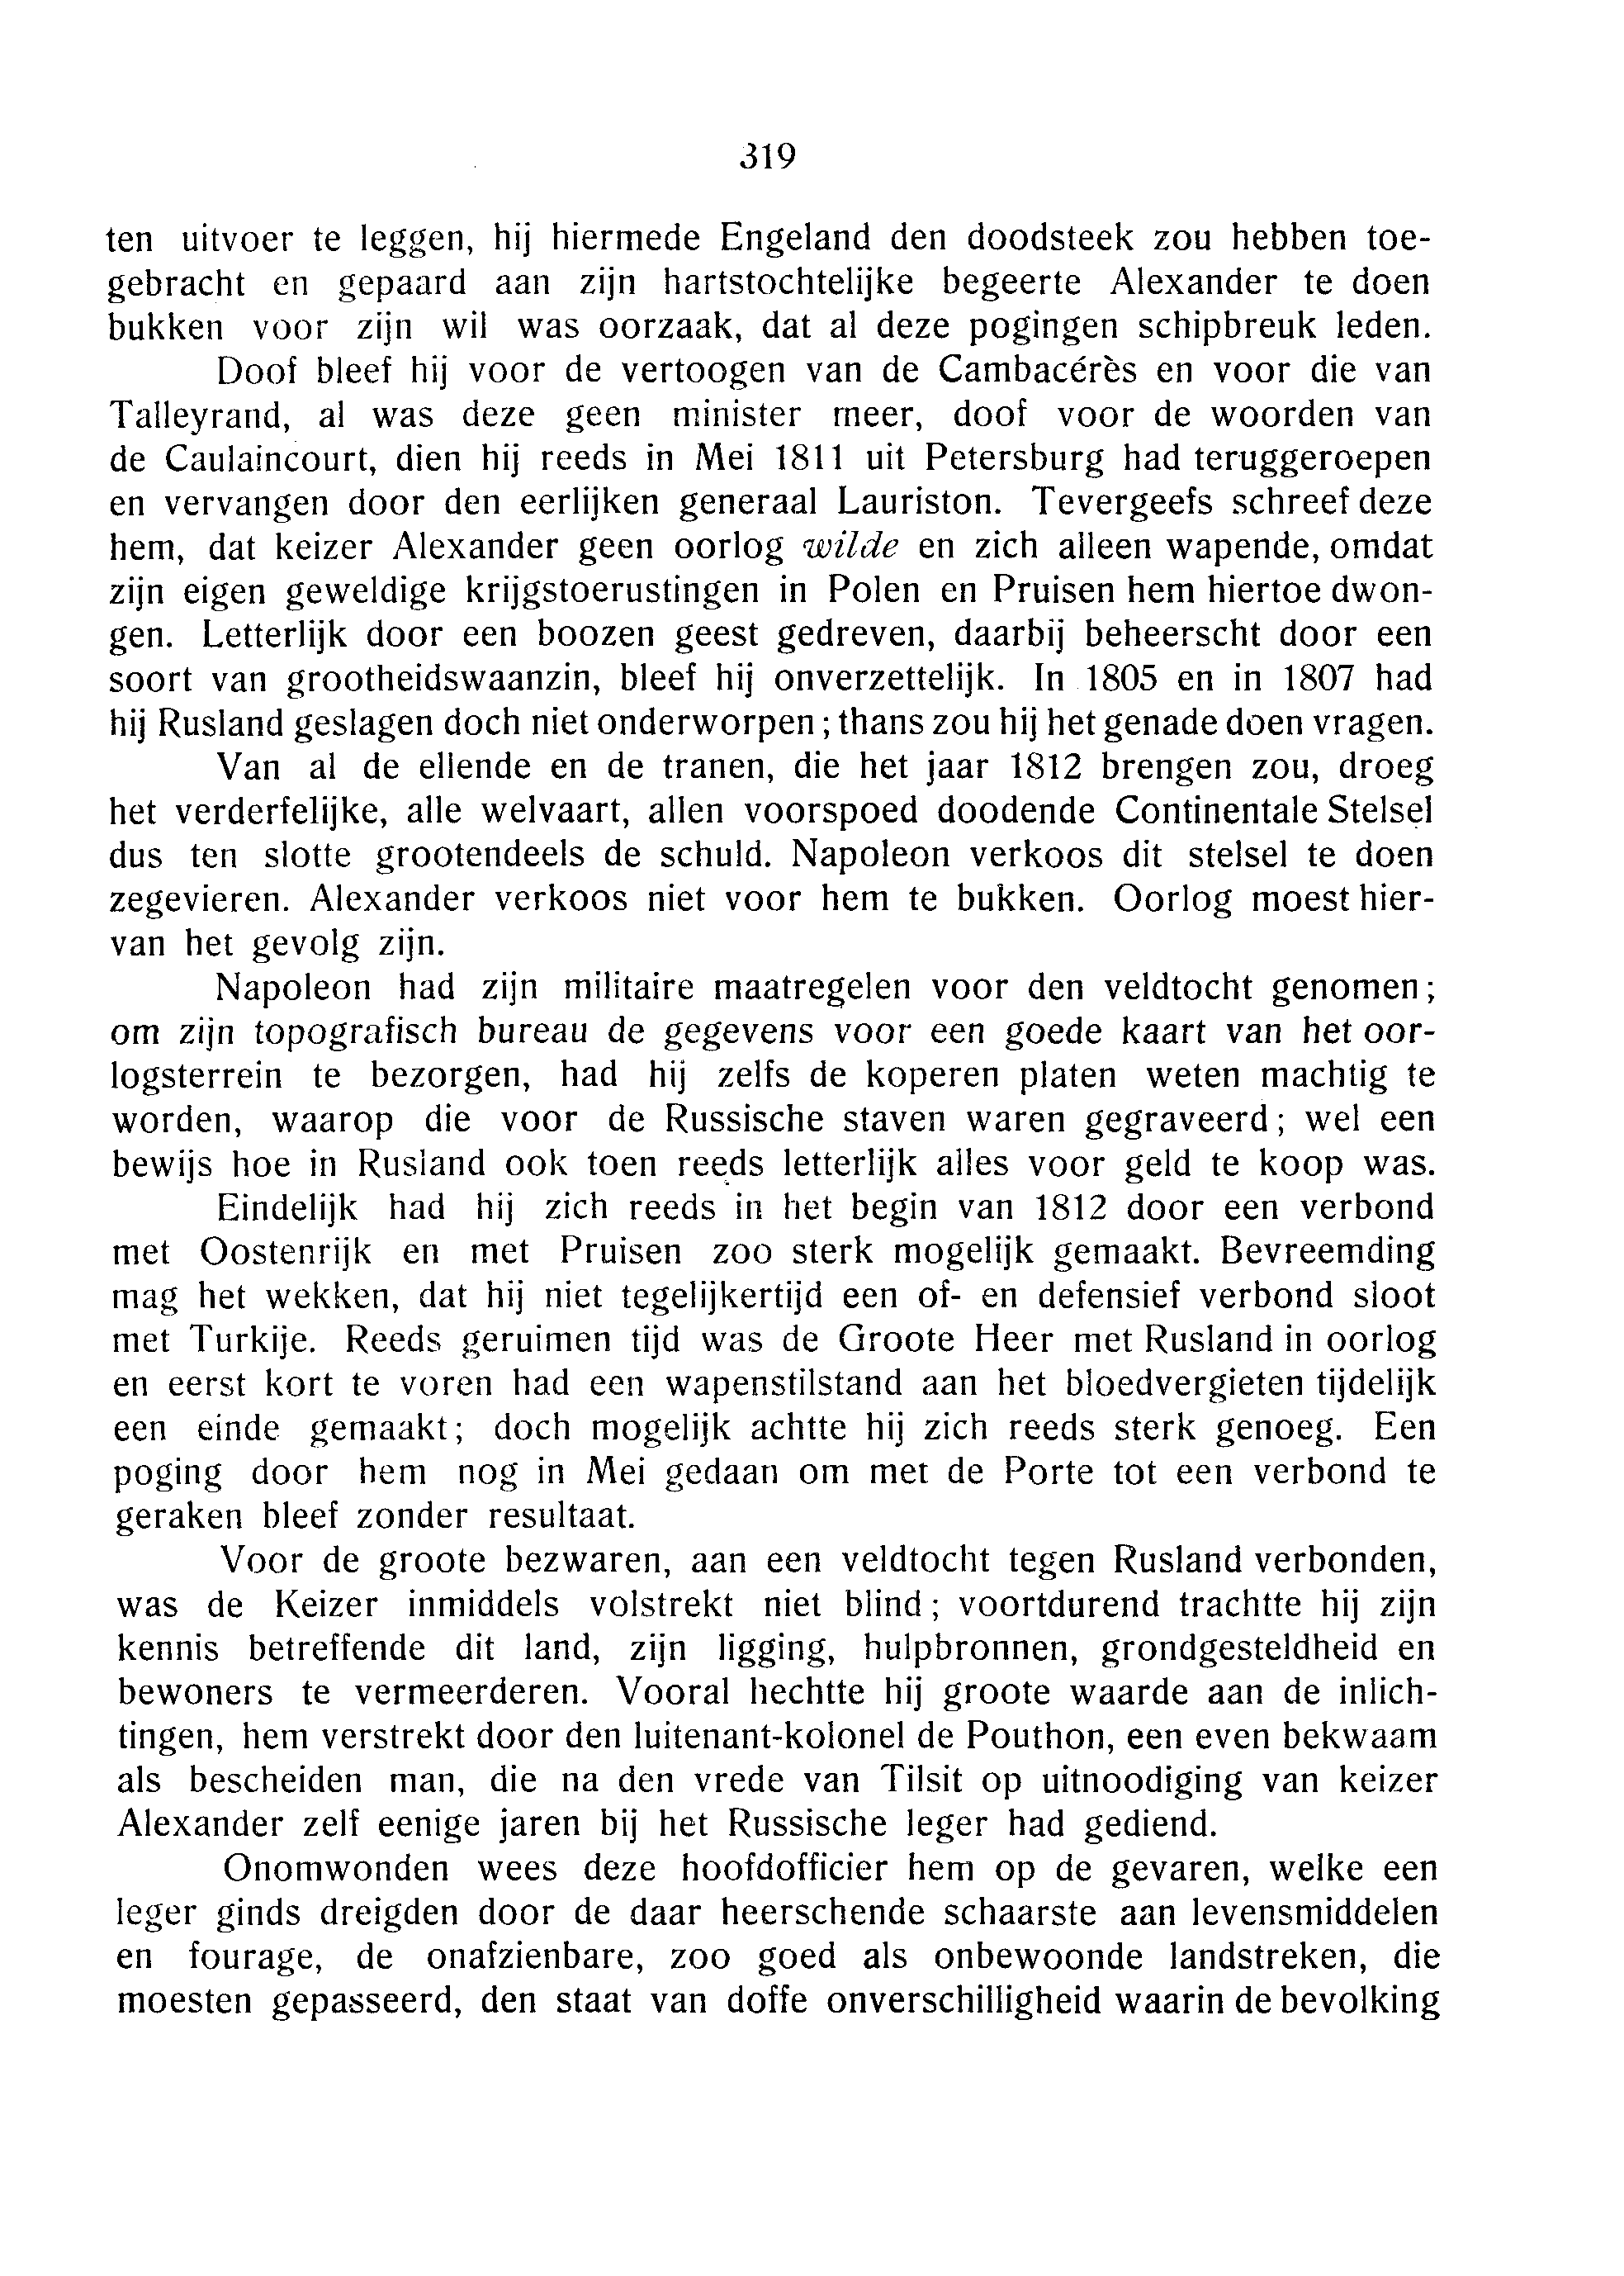 319
ten uitvoer te leggen, hij hiermede Engeland den doodsteek zou hebben toe-
gebracht en gepaard aan zijn hartstochtelijke begeerte Alexander te doen
bukken voor zijn wil was oorzaak, dat al deze pogingen schipbreuk leden.
Doof bleef hij voor de vertoogen van de Cambacérès en voor die van
Talleyrand, al was deze geen minister meer, doof voor de woorden van
de Caulaincourt, dien hij reeds in Mei 1811 uit Petersburg had teruggeroepen
en vervangen door den eerlijken generaal Lauriston. Tevergeefs schreef deze
hem, dat keizer Alexander geen oorlog wilde en zich alleen wapende, omdat
zijn eigen geweldige krijgstoerustingen in Polen en Pruisen hem hiertoe dwon-
gen. Letterlijk door een boozen geest gedreven, daarbij beheerscht door een
soort van grootheidswaanzin, bleef hij onverzettelijk. In 1805 en in 1807 had
hij Rusland geslagen doch niet onderworpen; thans zou hij het genade doen vragen.
Van al de ellende en de tranen, die het jaar 1812 brengen zou, droeg
het verderfelijke, alle welvaart, allen voorspoed doodende Continentale Stelsel
dus ten slotte grootendeels de schuld. Napoleon verkoos dit stelsel te doen
zegevieren. Alexander verkoos niet voor hem te bukken. Oorlog moest hier-
van het gevolg zijn.
Napoleon had zijn militaire maatregelen voor den veldtocht genomen;
om zijn topografisch bureau de gegevens voor een goede kaart van het oor-
logsterrein te bezorgen, had hij zelfs de koperen platen weten machtig te
worden, waarop die voor de Russische staven waren gegraveerd; wel een
bewijs hoe in Rusland ook toen reeds letterlijk alles voor geld te koop was.
Eindelijk had hij zich reeds in het begin van 1812 door een verbond
met Oostenrijk en met Pruisen zoo sterk mogelijk gemaakt. Bevreemding
mag het wekken, dat hij niet tegelijkertijd een of- en defensief verbond sloot
met Turkije. Reeds geruimen tijd was de Groote Heer met Rusland in oorlog
en eerst kort te voren had een wapenstilstand aan het bloedvergieten tijdelijk
een einde gemaakt; doch mogelijk achtte hij zich reeds sterk genoeg. Een
poging door hem nog in Mei gedaan om met de Porte tot een verbond te
geraken bleef zonder resultaat.
Voor de groote bezwaren, aan een veldtocht tegen Rusland verbonden,
was de Keizer inmiddels volstrekt niet blind; voortdurend trachtte hij zijn
kennis betreffende dit land, zijn ligging, hulpbronnen, grondgesteldheid en
bewoners te vermeerderen. Vooral hechtte hij groote waarde aan de inlich-
tingen, hem verstrekt door den luitenant-kolonel de Pouthon, een even bekwaam
als bescheiden man, die na den vrede van Tilsit op uitnoodiging van keizer
Alexander zelf eenige jaren bij het Russische leger had gediend.
Onomwonden wees deze hoofdofficier hem op de gevaren, welke een
leger ginds dreigden door de daar heerschende schaarste aan levensmiddelen
en fourage, de onafzienbare, zoo goed als onbewoonde landstreken, die
moesten gepasseerd, den staat van doffe onverschilligheid waarin de bevolking